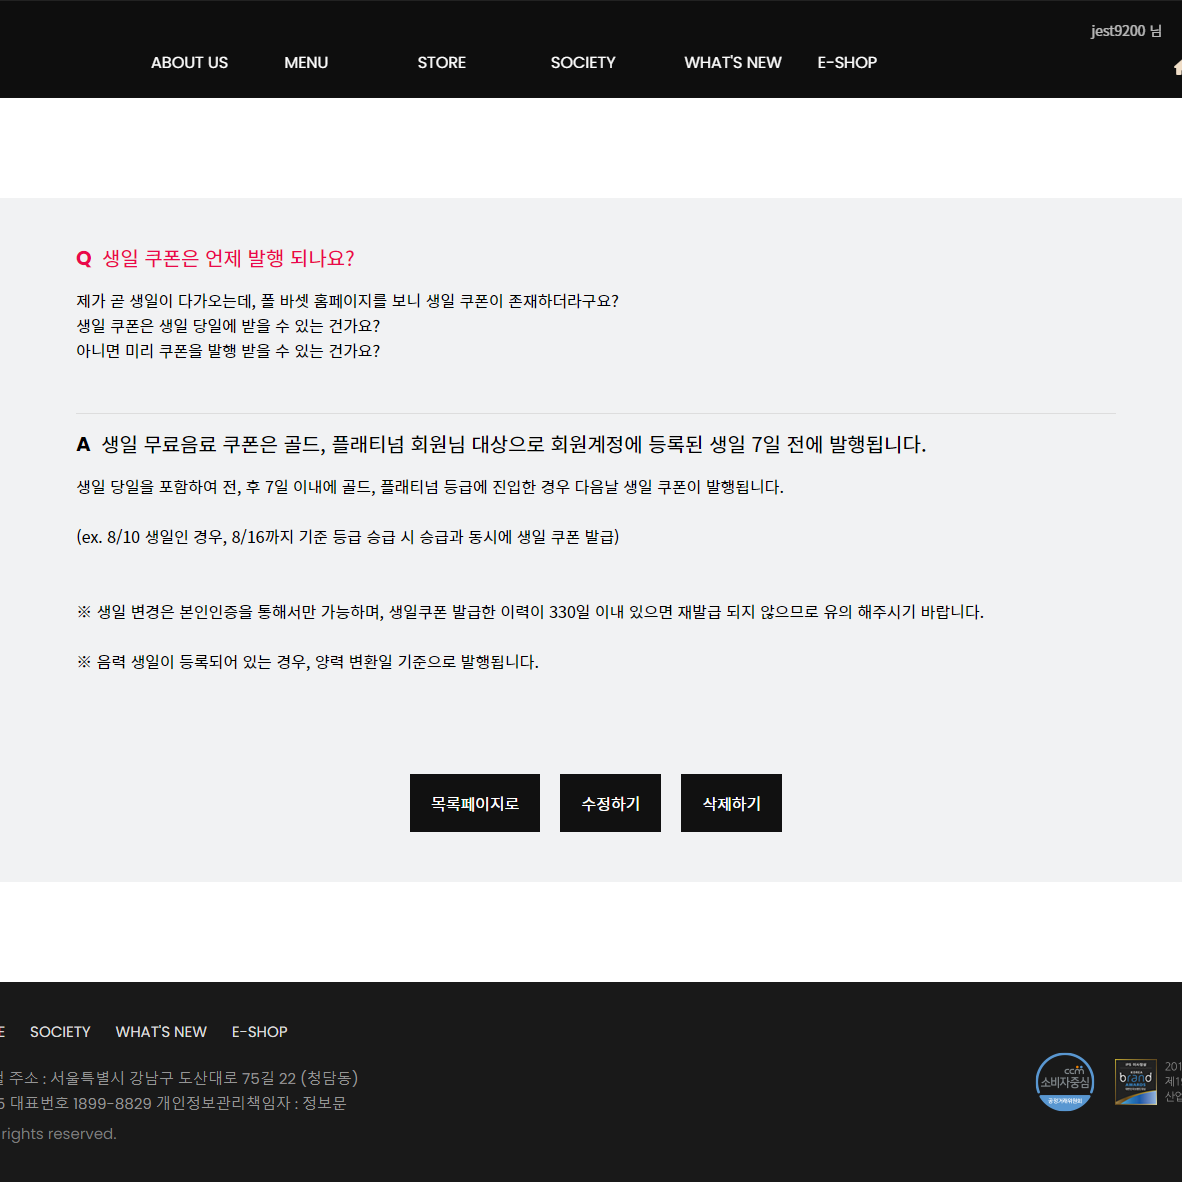 jest9200 님
ABOUT US MENU STORE SOCIETY WHAT'S NEW E-SHOP
Q 생일 쿠폰은 언제 발행 되나요?
제가 곧 생일이 다가오는데, 폴 바셋 홈페이지를 보니 생일 쿠폰이 존재하더라구요?
생일 쿠폰은 생일 당일에 받을 수 있는 건가요?
아니면 미리 쿠폰을 발행 받을 수 있는 건가요?
A 생일 무료음료 쿠폰은 골드, 플래티넘 회원님 대상으로 회원계정에 등록된 생일 7일 전에 발행됩니다.
생일 당일을 포함하여 전, 후 7일 이내에 골드, 플래티넘 등급에 진입한 경우 다음날 생일 쿠폰이 발행됩니다.
(ex. 8/10 생일인 경우, 8/16까지 기준 등급 승급 시 승급과 동시에 생일 쿠폰 발급)
※ 생일 변경은 본인인증을 통해서만 가능하며, 생일쿠폰 발급한 이력이 330일 이내 있으면 재발급 되지 않으므로 유의 해주시기 바랍니다.
※ 음력 생일이 등록되어 있는 경우, 양력 변환일 기준으로 발행됩니다.
목록페이지로 수정하기 삭제하기
E SOCIETY WHAT'S NEW E-SHOP
주소 : 서울특별시 강남구 도산대로 75길 22 (청담동)
5 대표번호 1899-8829 개인정보관리책임자 : 정보문
rights reserved.
ccm
소비자중심
공정거래위원회
brand
201
제1
산업